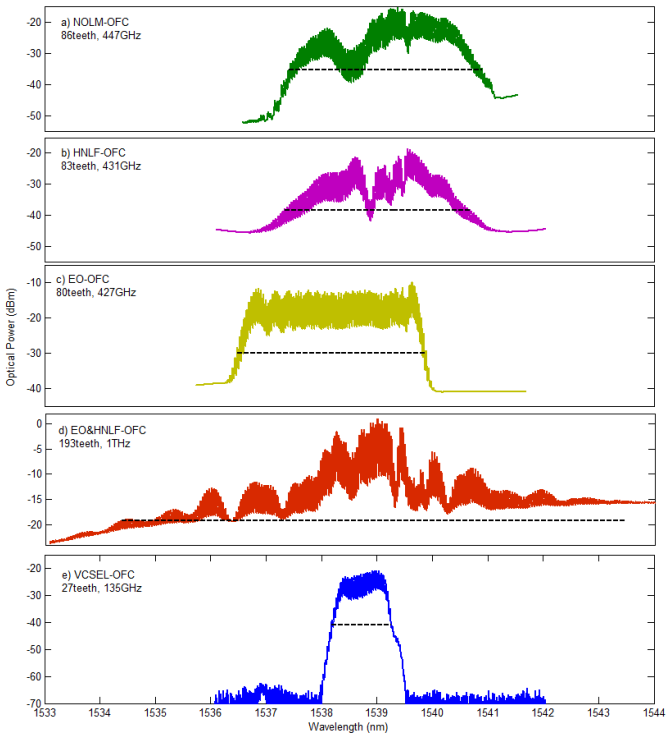 -20
-30
-40
-50
a) NOLM-OFC
86teeth, 447GHz
-20
-30
-40
-50
b) HNLF-OFC
83teeth, 431GHz
-10
-20
-30
-40
c) EO-OFC
80teeth, 427GHz
Optical Power (dBm)
0
-5
-10
-15
-20
d) EO&HNLF-OFC
193teeth, 1THz
-20
-30
-40
-50
-60
-70
e) VCSEL-OFC
27teeth, 135GHz
1533 1534 1535 1536 1537 1538 1539 1540 1541 1542 1543 1544
Wavelength (nm)